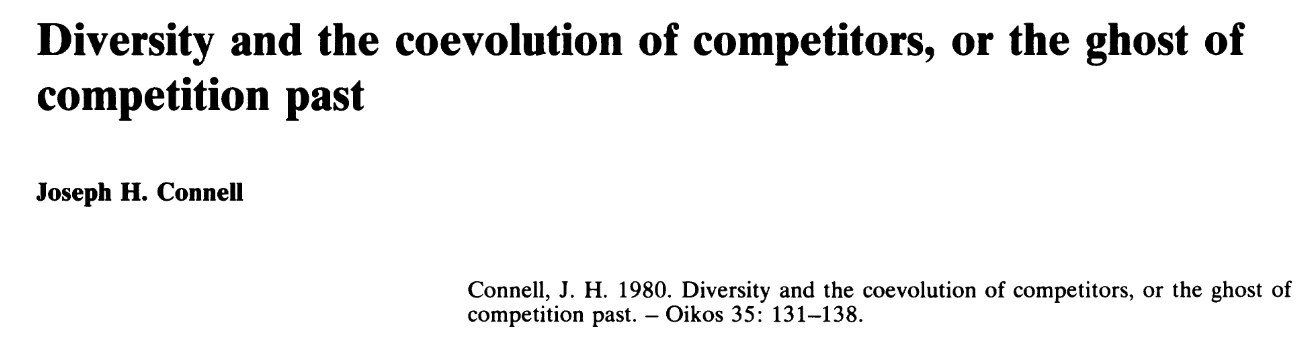 Diversity and the coevolution of competitors, or the ghost of
competition past
Joseph H. Connell
Connell, J. H. 1980. Diversity and the coevolution of competitors, or the ghost of
competition past. – Oikos 35: 131–138.